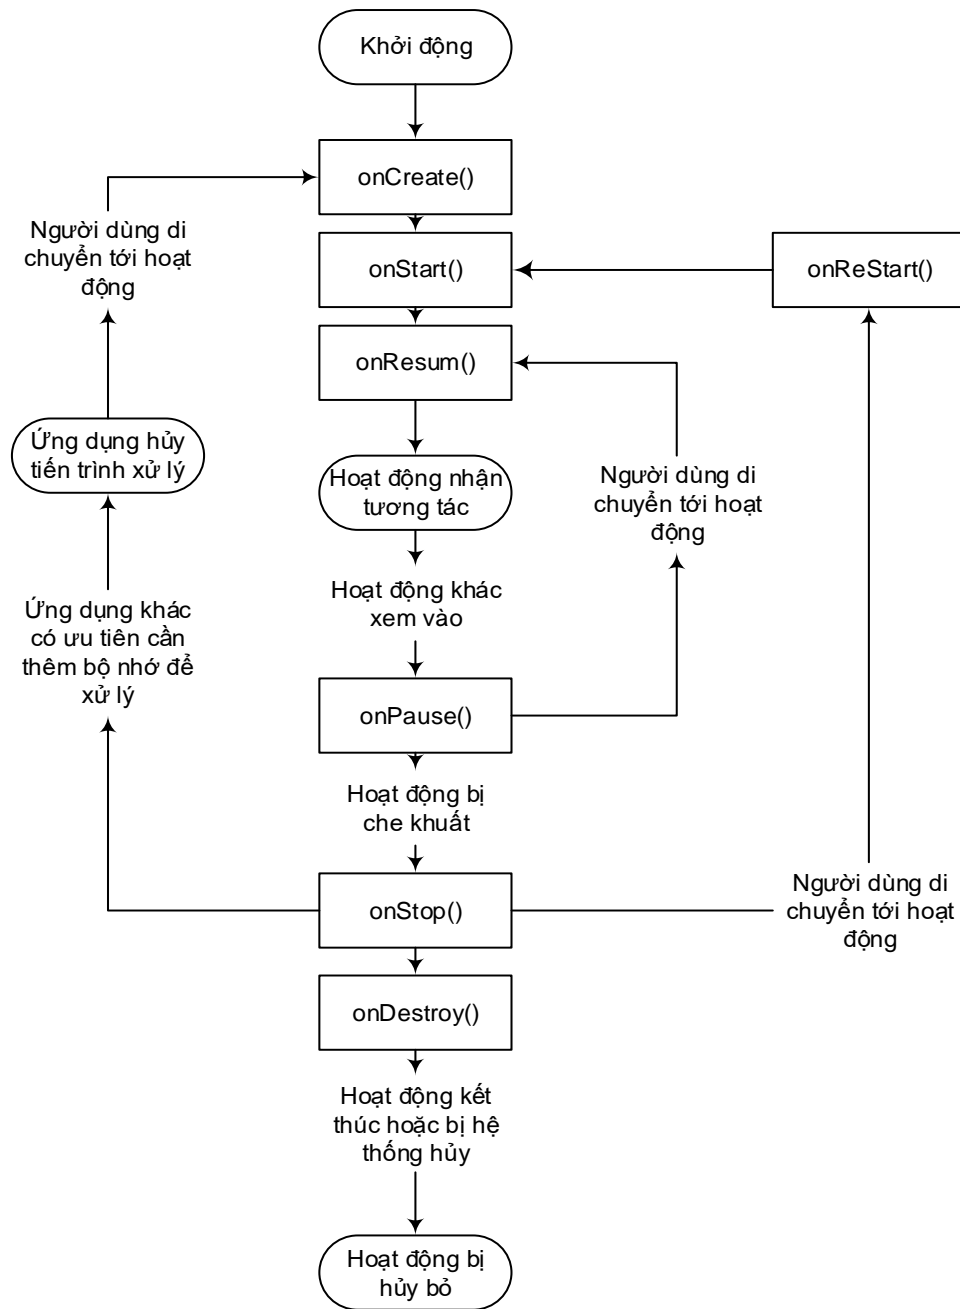 Khởi động
onCreate()
Người dùng di
chuyển tới hoạt
động
onStart()
onReStart()
onResum()
Ứng dụng hủy
tiến trình xử lý
Hoạt động nhận
tương tác
Người dùng di
chuyển tới hoạt
động
Hoạt động khác
xem vào
Ứng dụng khác
có ưu tiên cần
thêm bộ nhớ để
xử lý
onPause()
Hoạt động bị
che khuất
onStop()
Người dùng di
chuyển tới hoạt
động
onDestroy()
Hoạt động kết
thúc hoặc bị hệ
thống hủy
Hoạt động bị
hủy bỏ